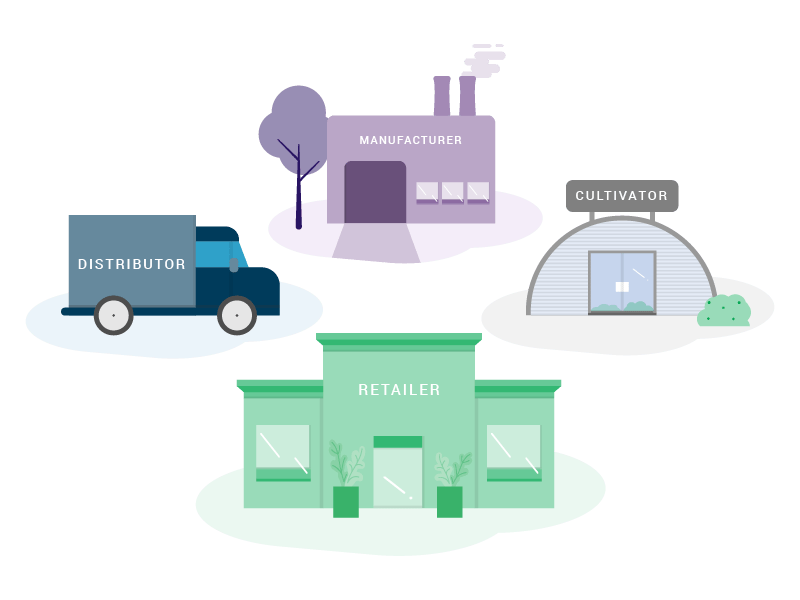 MANUFACTURER
CULTIVATOR
DISTRIBUTOR
RETAILER